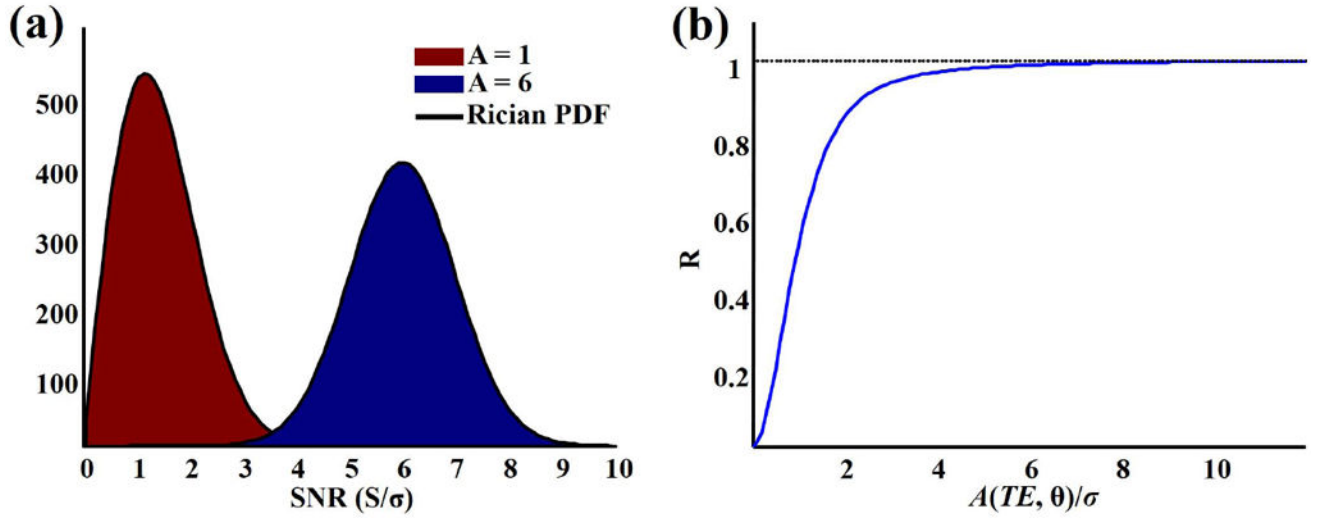 (a)
A = 1
A = 6
Rician PDF
500
400
300
200
100
0 1 2 3 4 5 6 7 8 9 10
SNR (S/σ)
(b)
1
0.8
0.6
0.4
0.2
R
2 4 6 8 10
A(TE, θ)/σ